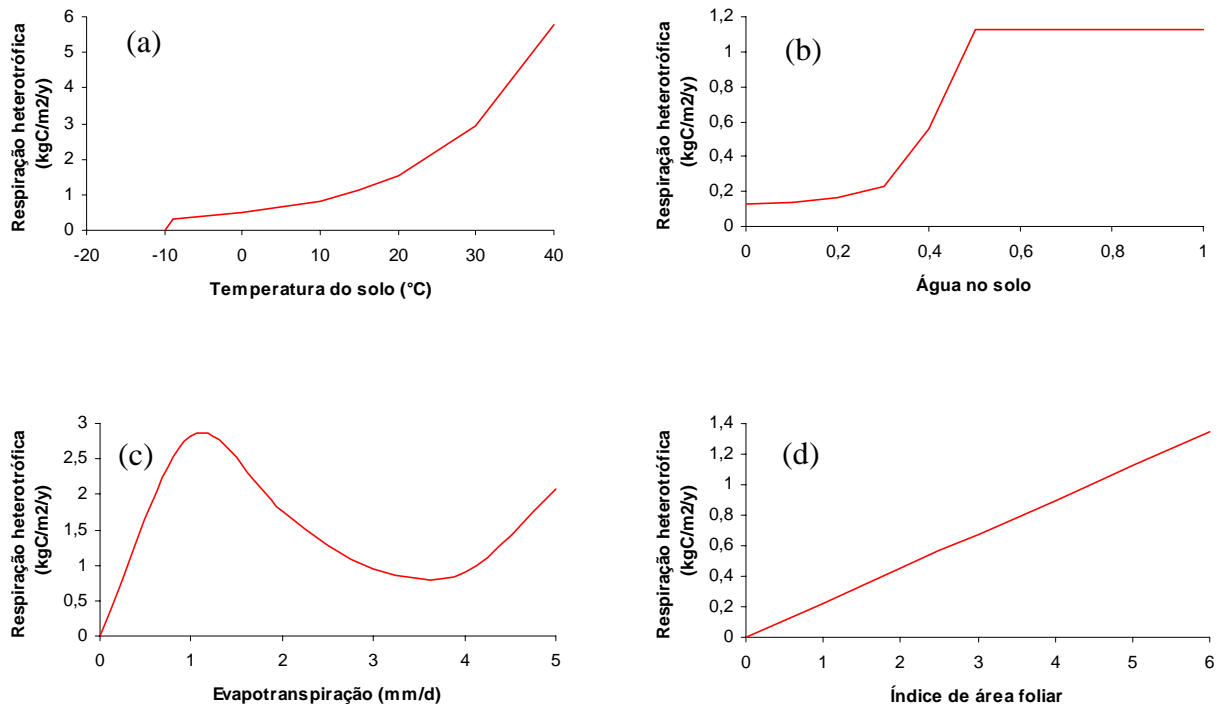 (a)
Respiração heterotrófica
(kgC/m2/y)
6
5
4
3
2
1
0
-20 -10 0 10 20 30 40
Temperatura do solo (°C)
(b)
Respiração heterotrófica
(kgC/m2/y)
1,2
1
0,8
0,6
0,4
0,2
0
0 0,2 0,4 0,6 0,8 1
Água no solo
(c)
Respiração heterotrófica
(kgC/m2/y)
3
2,5
2
1,5
1
0,5
0
0 1 2 3 4 5
Evapotranspiração (mm/d)
(d)
Respiração heterotrófica
(kgC/m2/y)
1,4
1,2
1
0,8
0,6
0,4
0,2
0
0 1 2 3 4 5 6
Índice de área foliar